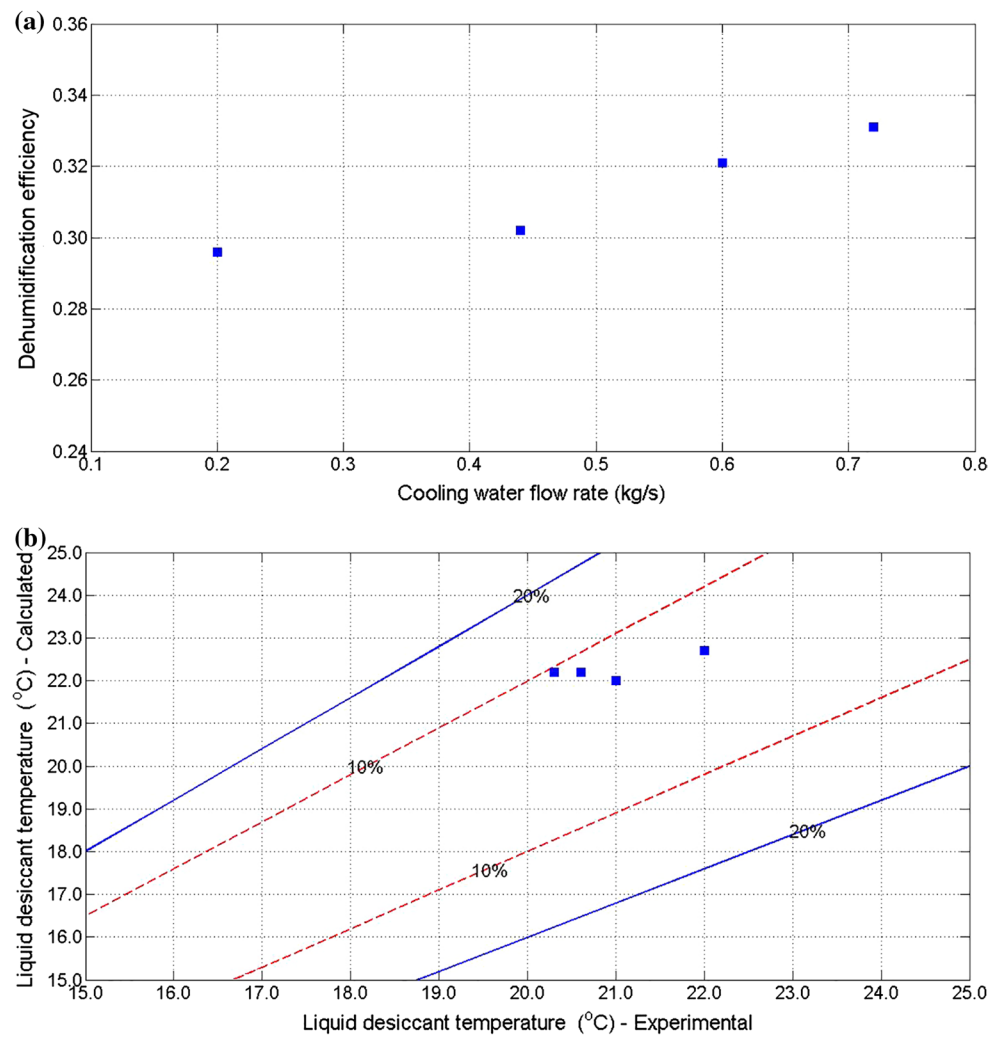 (a)
0.36
0.34
0.32
0.30
0.28
0.26
0.24
Dehumidification efficiency
0.1 0.2 0.3 0.4 0.5 0.6 0.7 0.8
Cooling water flow rate (kg/s)
(b)
25.0
24.0
23.0
22.0
21.0
20.0
19.0
18.0
17.0
16.0
15.0
Liquid desiccant temperature (°C) - Calculated
20%
10%
20%
10%
15.0 16.0 17.0 18.0 19.0 20.0 21.0 22.0 23.0 24.0 25.0
Liquid desiccant temperature (°C) - Experimental